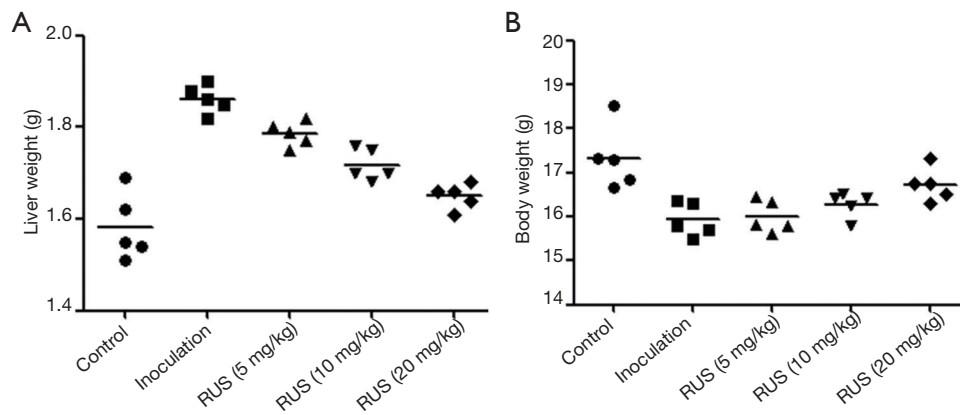 A
Liver weight (g)
2.0
1.8
1.6
1.4
Control
Inoculation
RUS (5 mg/kg)
RUS (10 mg/kg)
RUS (20 mg/kg)
B
Body weight (g)
20
18
17
16
15
14
Control
Inoculation
RUS (5 mg/kg)
RUS (10 mg/kg)
RUS (20 mg/kg)